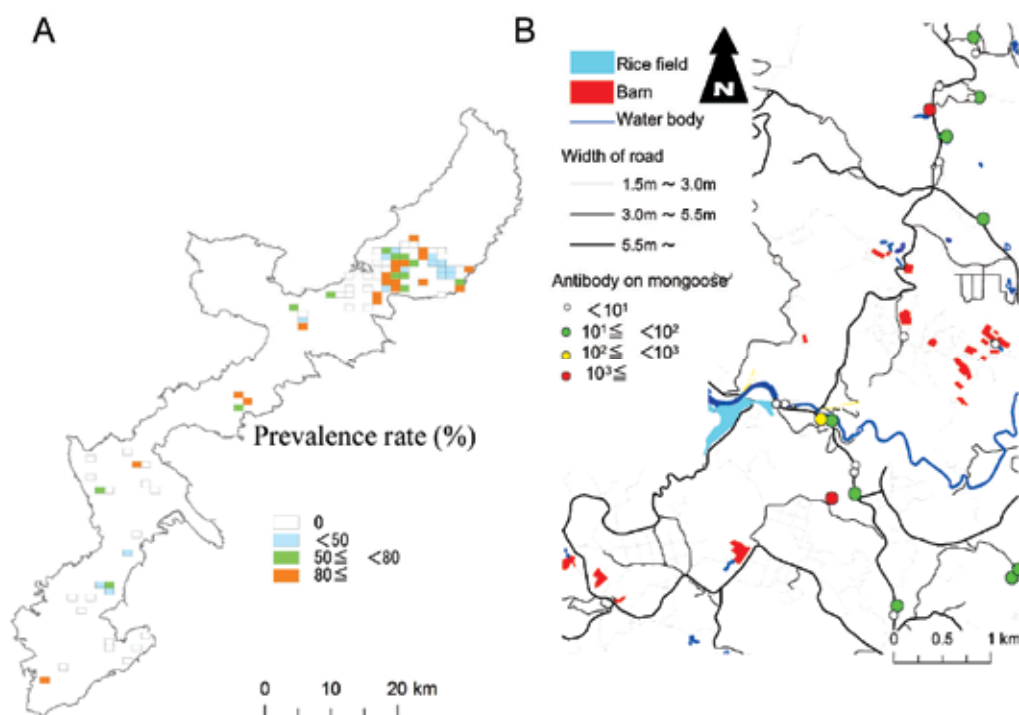 A
Prevalence rate (%)
0
<50
50≦ <80
80≦
0 10 20 km
B
N
Rice field
Barn
Water body
Width of road
1.5m ~ 3.0m
3.0m ~ 5.5m
5.5m ~
Antibody on mongoose
<10¹
10¹≦ <10²
10²≦ <10³
10³≦
0 0.5 1 km